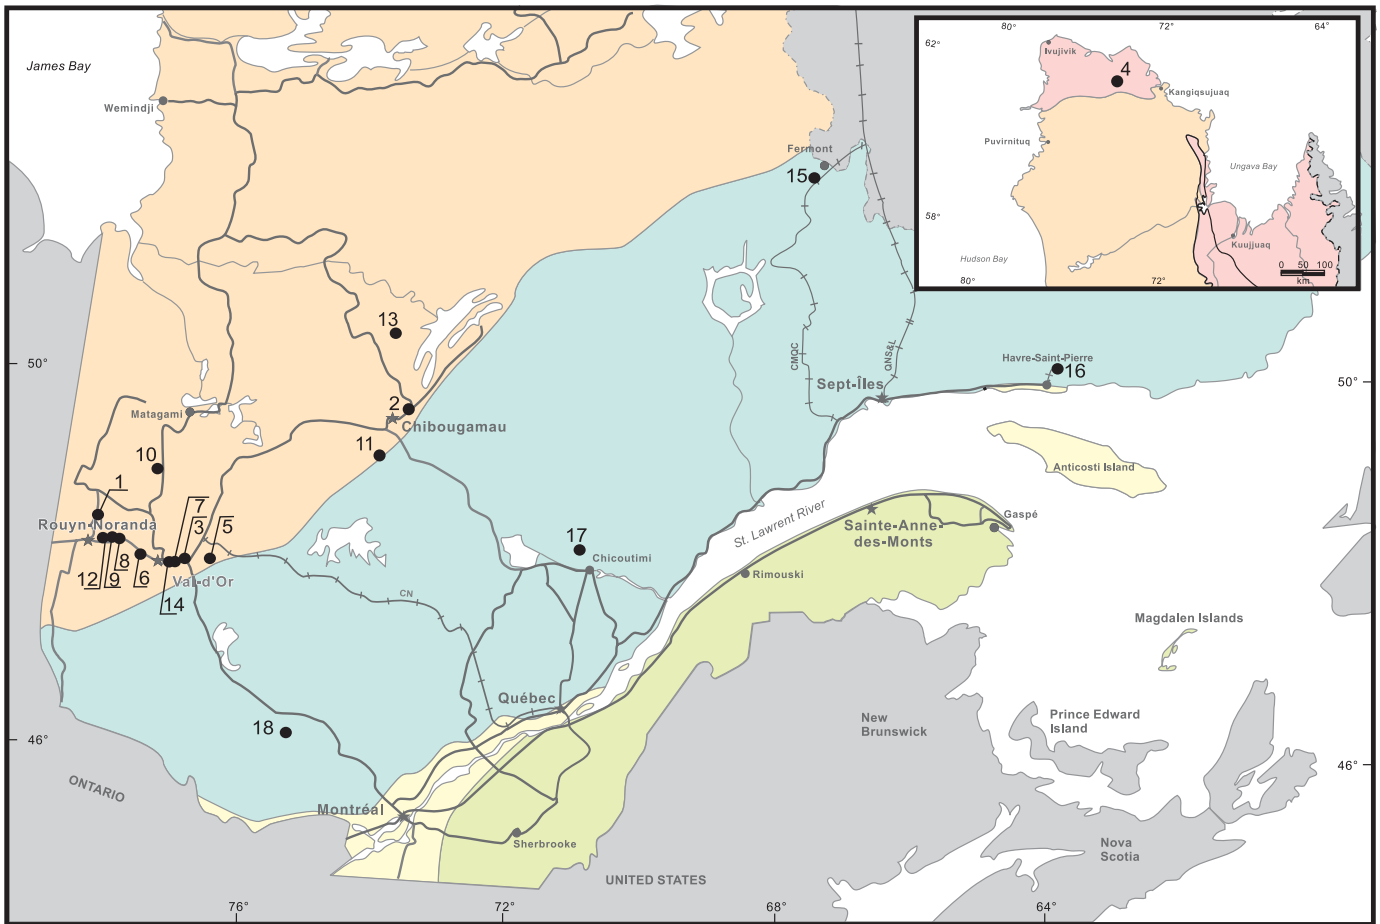 80°
72°
64°
62°
Ivujivik
4
Kangiqsujuaq
Puvirnituq
Ungava Bay
58°
Kuujjuaq
Hudson Bay
0 50 100
km
80°
72°
James Bay
Wemindji
Fermont
15
13
50°
CMQC
QNS&L
Havre-Saint-Pierre
16
50°
Sept-Îles
2
Matagami
Chibougamau
11
10
Anticosti Island
1
7
3
5
Rouyn-Noranda
St. Lawrent River
Sainte-Anne-
des-Monts
Gaspé
17
Chicoutimi
12
9
8
6
Val-d'Or
14
CN
Rimouski
Magdalen Islands
Québec
18
New
Brunswick
Prince Edward
Island
46°
46°
ONTARIO
Montréal
Sherbrooke
Nova
Scotia
UNITED STATES
76°
72°
68°
64°